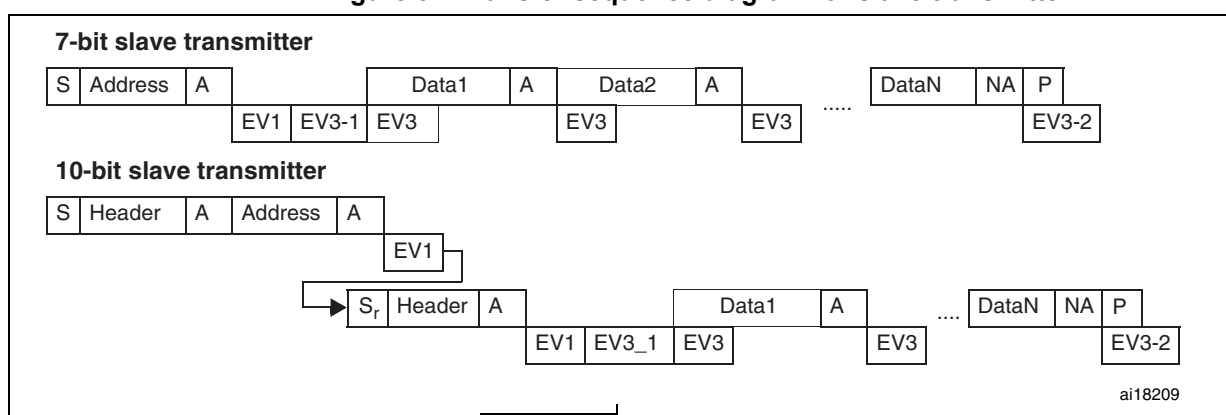 7-bit slave transmitter
S Address A Data1 A Data2 A ..... DataN NA P
EV1 EV3-1 EV3 EV3 EV3 EV3-2
10-bit slave transmitter
S Header A Address A
EV1
Sr Header A Data1 A .... DataN NA P
EV1 EV3_1 EV3 EV3 EV3-2
ai18209